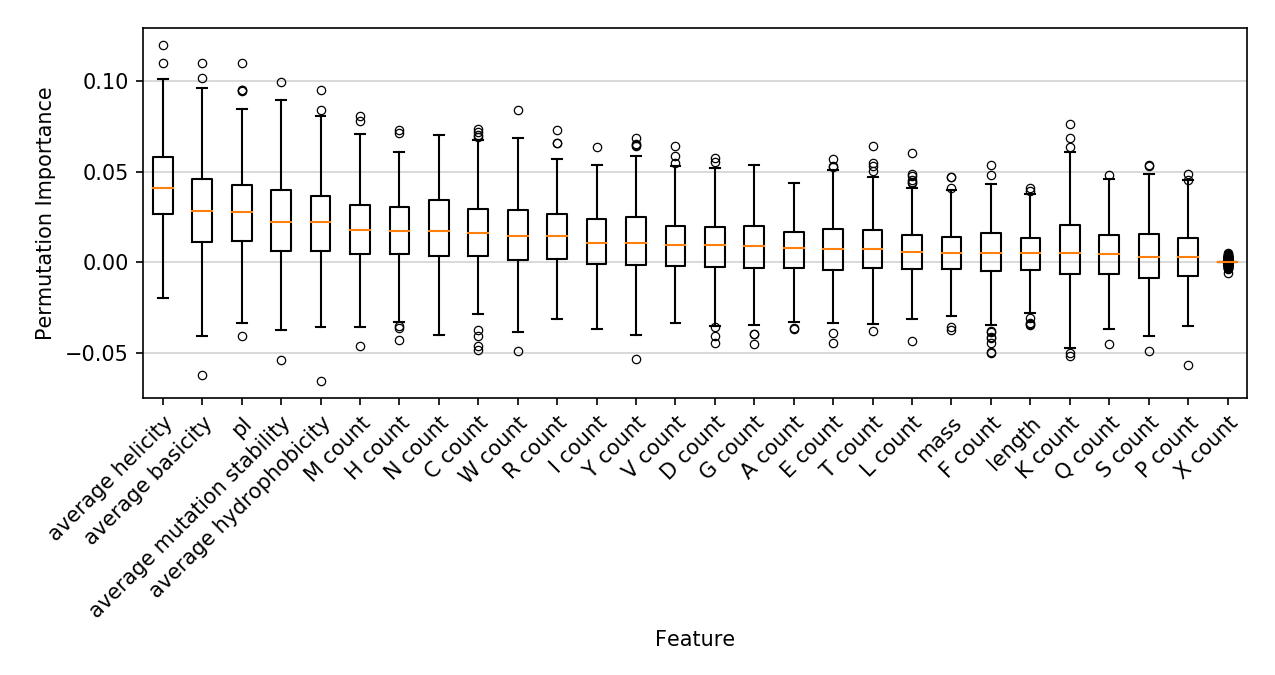 Permutation Importance
0.10
0.05
0.00
−0.05
average helicity
average basicity
pI
average mutation stability
average hydrophobicity
M count
H count
N count
C count
W count
R count
I count
Y count
V count
D count
G count
A count
E count
T count
L count
mass
F count
length
K count
Q count
S count
P count
X count
Feature